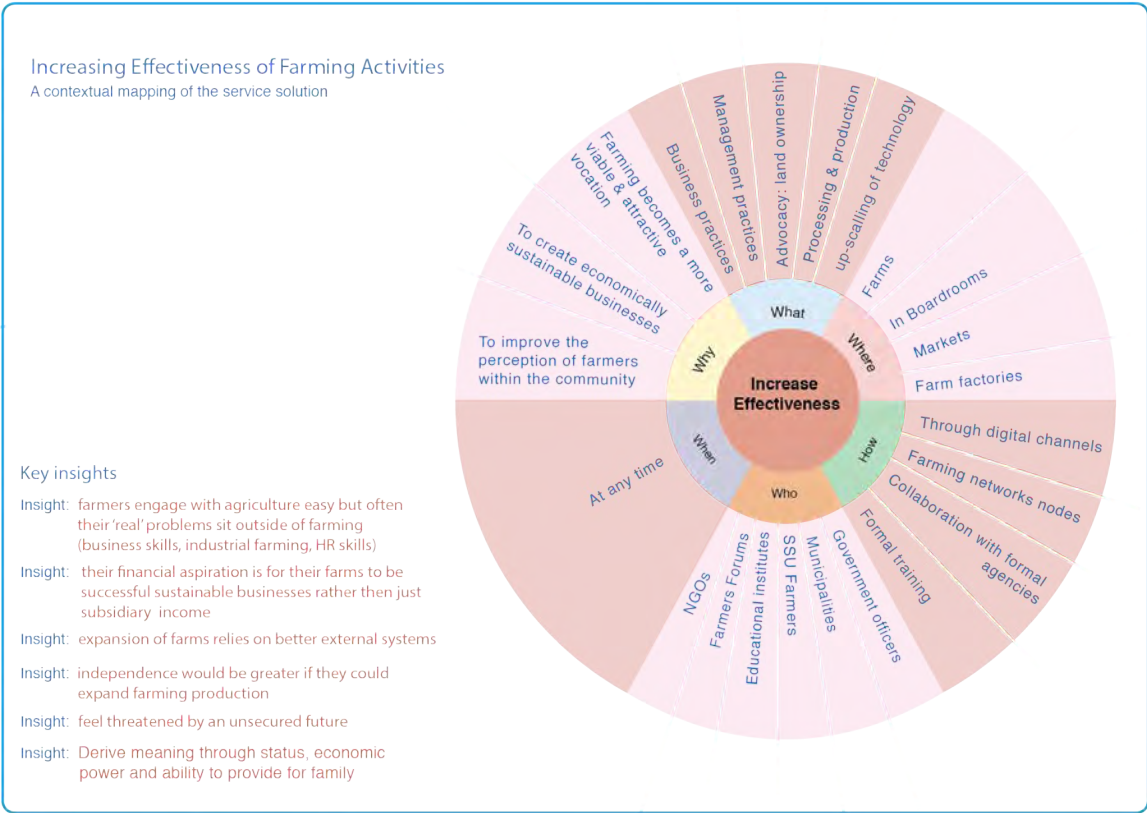 Increasing Effectiveness of Farming Activities
A contextual mapping of the service solution
Business practices
Management practices
Advocacy: land ownership
Processing & production
up-scalling of technology
Farming becomes a more
viable & attractive
vocation
To create economically
sustainable businesses
To improve the
perception of farmers
within the community
Farms
In Boardrooms
Markets
Farm factories
What
Where
How
Who
When
Why
Increase
Effectiveness
Through digital channels
Farming networks nodes
Collaboration with formal
agencies
Formal training
At any time
NGOs
Farmers Forums
Educational institutes
SSU Farmers
Municipalities
Government officers
Key insights
Insight: farmers engage with agriculture easy but often
their ‘real’ problems sit outside of farming
(business skills, industrial farming, HR skills)
Insight: their financial aspiration is for their farms to be
successful sustainable businesses rather then just
subsidiary income
Insight: expansion of farms relies on better external systems
Insight: independence would be greater if they could
expand farming production
Insight: feel threatened by an unsecured future
Insight: Derive meaning through status, economic
power and ability to provide for family